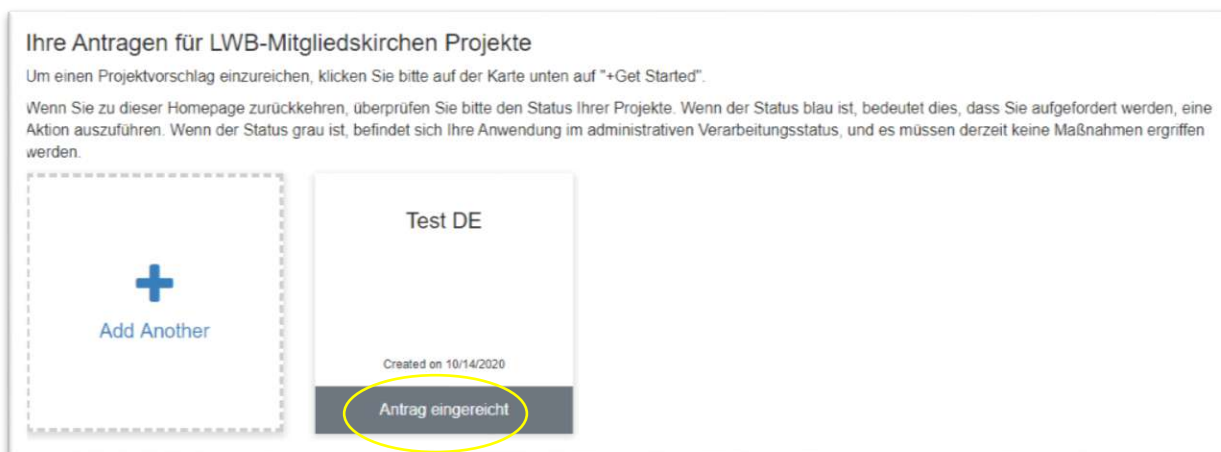 Ihre Antragen für LWB-Mitgliedskirchen Projekte
Um einen Projektvorschlag einzureichen, klicken Sie bitte auf der Karte unten auf "+Get Started".
Wenn Sie zu dieser Homepage zurückkehren, überprüfen Sie bitte den Status Ihrer Projekte. Wenn der Status blau ist, bedeutet dies, dass Sie aufgefordert werden, eine
Aktion auszuführen. Wenn der Status grau ist, befindet sich Ihre Anwendung im administrativen Verarbeitungsstatus, und es müssen derzeit keine Maßnahmen ergriffen
werden.
Add Another
Test DE
Created on 10/14/2020
Antrag eingereicht